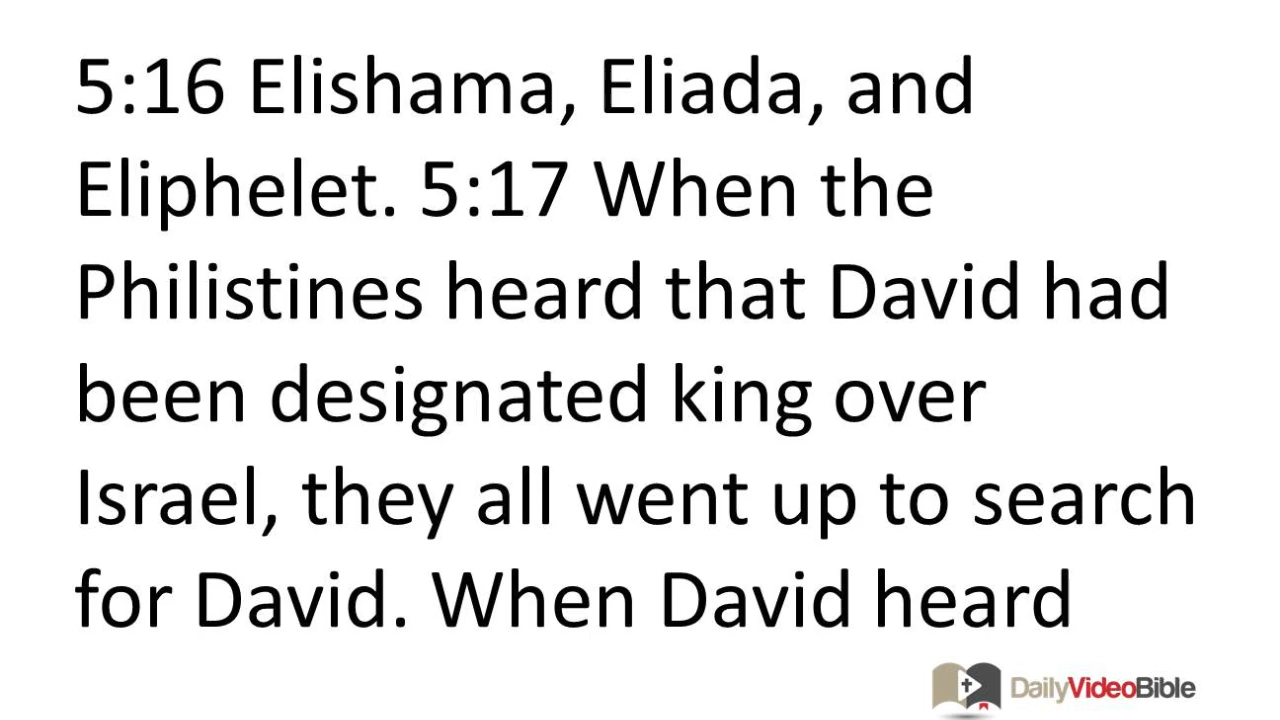 5:16 Elishama, Eliada, and
Eliphelet. 5:17 When the
Philistines heard that David had
been designated king over
Israel, they all went up to search
for David. When David heard
DailyVideoBible